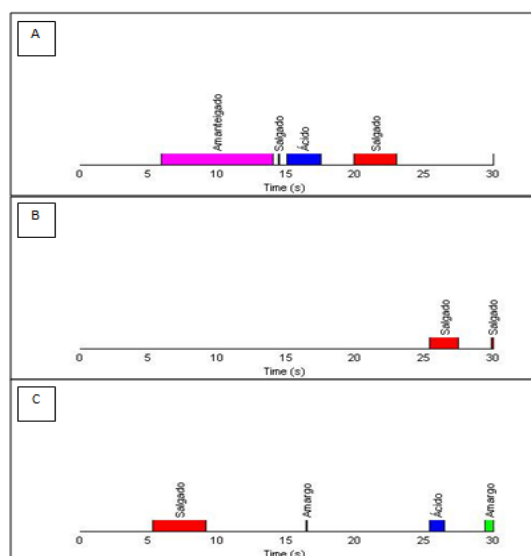 A
Amanteigado Salgado Ácido Salgado
0 5 10 15 20 25 30
Time (s)
B
Salgado Salgado
0 5 10 15 20 25 30
Time (s)
C
Salgado Amargo Ácido Amargo
0 5 10 15 20 25 30
Time (s)